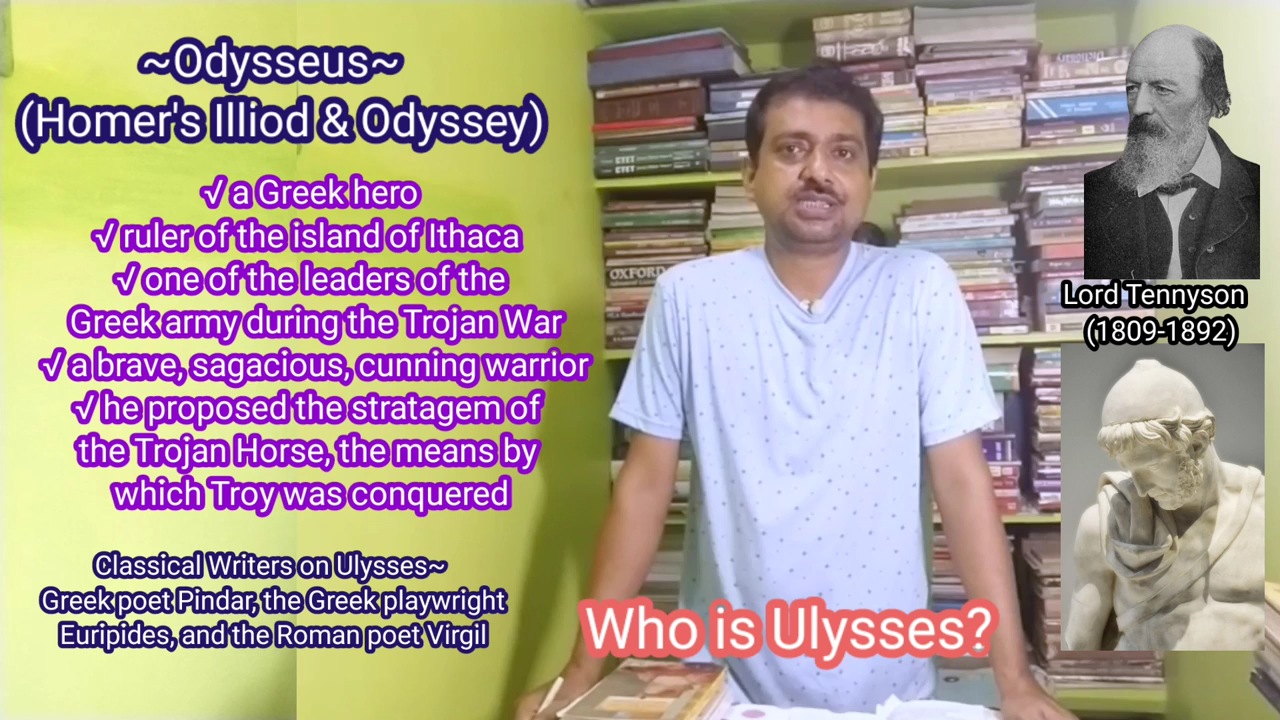 ~Odysseus~
(Homer's Illiod & Odyssey)
√ a Greek hero
√ ruler of the island of Ithaca
√ one of the leaders of the
Greek army during the Trojan War
√ a brave, sagacious, cunning warrior
√ he proposed the stratagem of
the Trojan Horse, the means by
which Troy was conquered
Classical Writers on Ulysses~
Greek poet Pindar, the Greek playwright
Euripides, and the Roman poet Virgil
Who is Ulysses?
Lord Tennyson
(1809-1892)
OXFORD
CTET
CTET